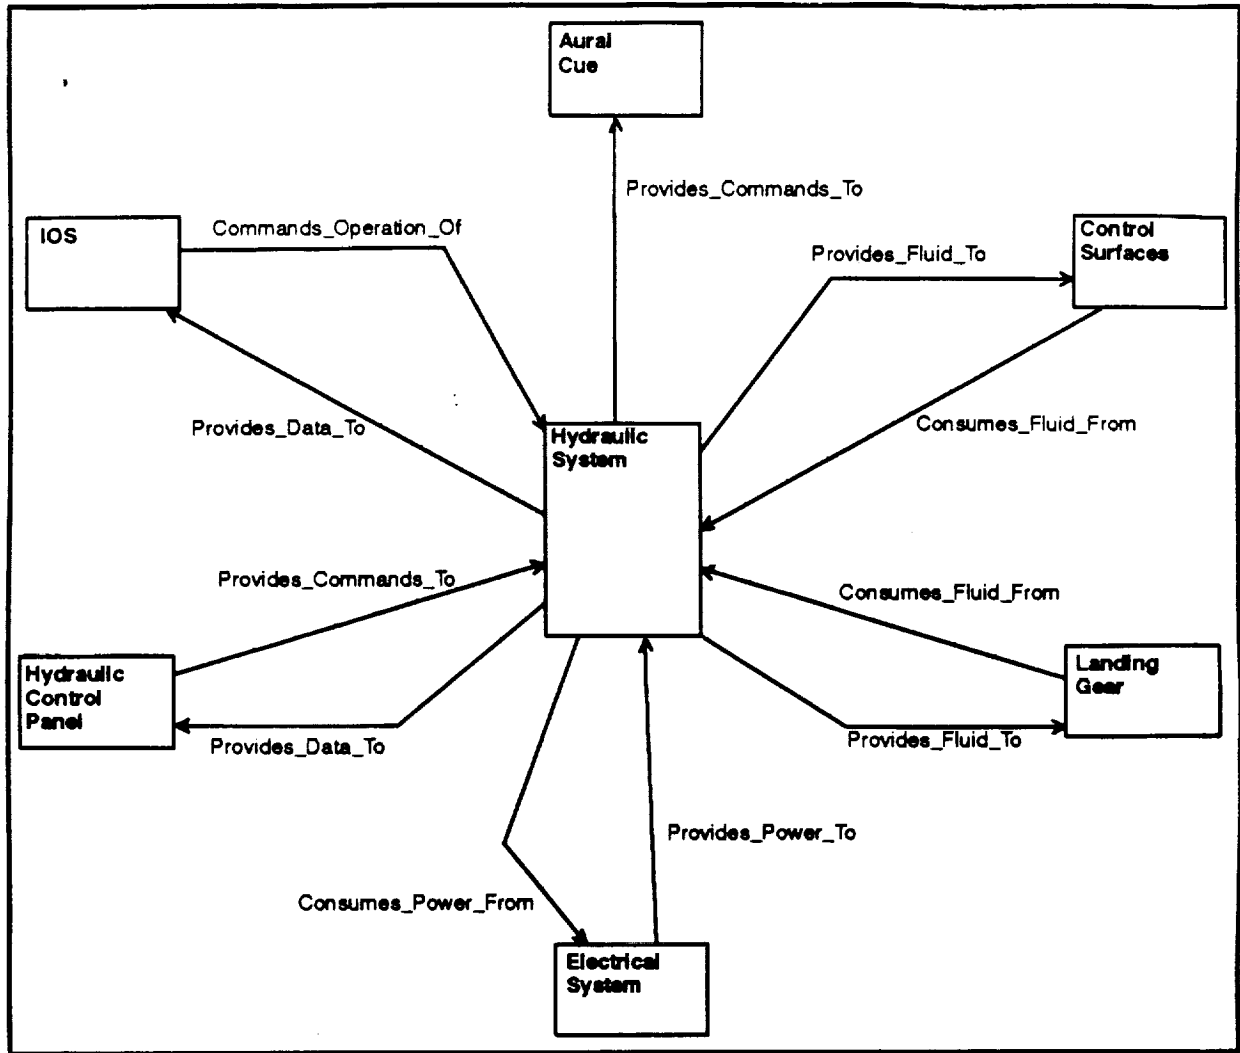 Aural
Cue
Provides_Commands_To
IOS
Commands_Operation_Of
Control
Surfaces
Provides_Fluid_To
Provides_Data_To
Hydraulic
System
Consumes_Fluid_From
Provides_Commands_To
Consumes_Fluid_From
Hydraulic
Control
Panel
Landing
Gear
Provides_Data_To
Provides_Fluid_To
Provides_Power_To
Consumes_Power_From
Electrical
System